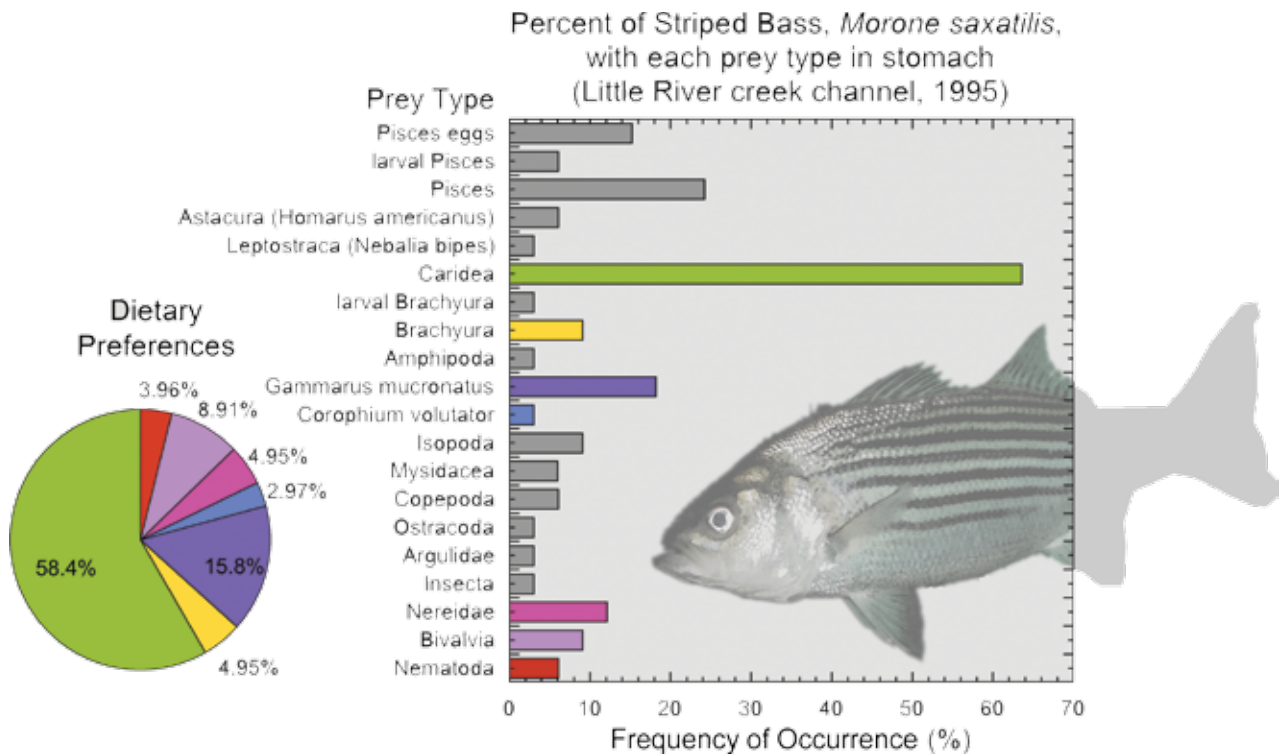 Percent of Striped Bass, Morone saxatilis,
with each prey type in stomach
(Little River creek channel, 1995)
Prey Type
Pisces eggs
larval Pisces
Pisces
Astacura (Homarus americanus)
Leptostraca (Nebalia bipes)
Caridea
larval Brachyura
Brachyura
Amphipoda
Gammarus mucronatus
Corophium volutator
Isopoda
Mysidacea
Copepoda
Ostracoda
Argulidae
Insecta
Nereidae
Bivalvia
Nematoda
0 10 20 30 40 50 60 70
Frequency of Occurrence (%)
Dietary
Preferences
3.96%
8.91%
4.95%
2.97%
15.8%
4.95%
58.4%